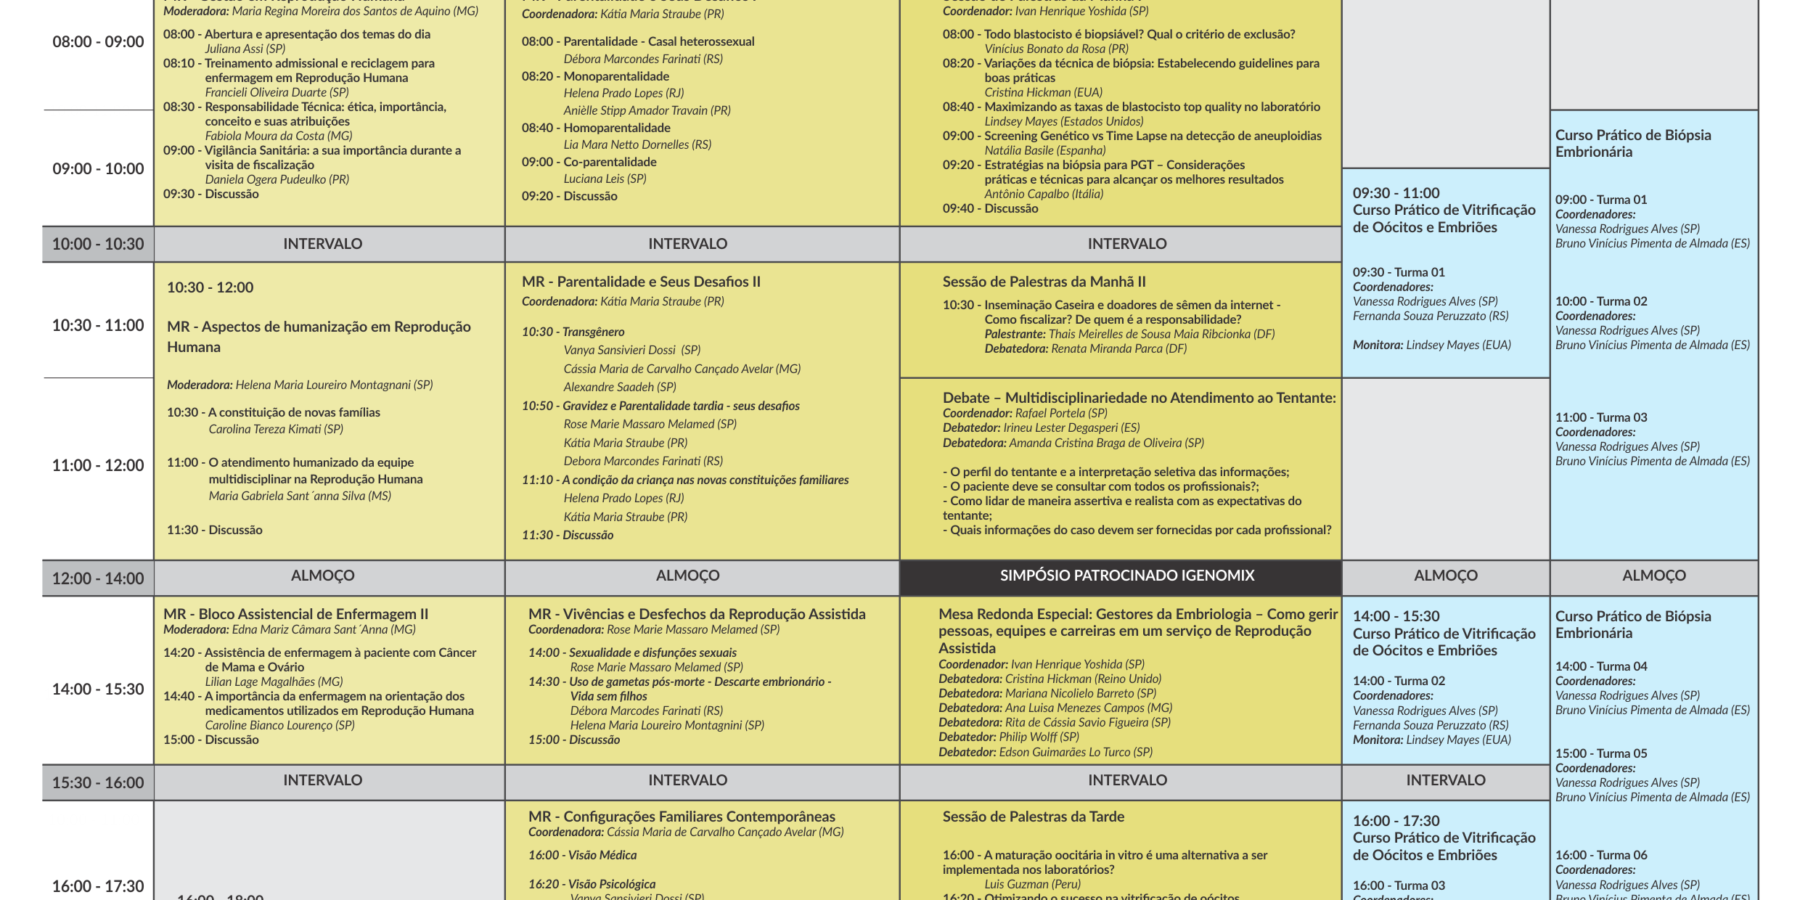 Moderadora: Maria Regina Moreira dos Santos de Aquino (MG)
08:00 - 09:00
08:00 - Abertura e apresentação dos temas do dia
Juliana Assi (SP)
08:10 - Treinamento admissional e reciclagem para
enfermagem em Reprodução Humana
Francieli Oliveira Duarte (SP)
08:30 - Responsabilidade Técnica: ética, importância,
conceito e suas atribuições
Fabiola Moura da Costa (MG)
09:00 - Vigilância Sanitária: a sua importância durante a
visita de fiscalização
Daniela Ogera Pudeulko (PR)
09:30 - Discussão
09:00 - 10:00
Coordenadora: Kátia Maria Straube (PR)
08:00 - Parentalidade - Casal heterossexual
Débora Marcondes Farinati (RS)
08:20 - Monoparentalidade
Helena Prado Lopes (RJ)
Anièlle Stipp Amador Travain (PR)
08:40 - Homoparentalidade
Lia Mara Netto Dornelles (RS)
09:00 - Co-parentalidade
Luciana Leis (SP)
09:20 - Discussão
Coordenador: Ivan Henrique Yoshida (SP)
08:00 - Todo blastocisto é biopsiável? Qual o critério de exclusão?
Vinícius Bonato da Rosa (PR)
08:20 - Variações da técnica de biópsia: Estabelecendo guidelines para
boas práticas
Cristina Hickman (EUA)
08:40 - Maximizando as taxas de blastocisto top quality no laboratório
Lindsey Mayes (Estados Unidos)
09:00 - Screening Genético vs Time Lapse na detecção de aneuploidias
Natália Basile (Espanha)
09:20 - Estratégias na biópsia para PGT – Considerações
práticas e técnicas para alcançar os melhores resultados
Antônio Capalbo (Itália)
09:40 - Discussão
09:30 - 11:00
Curso Prático de Vitrificação
de Oócitos e Embriões
09:30 - Turma 01
Coordenadores:
Vanessa Rodrigues Alves (SP)
Fernanda Souza Peruzzato (RS)
Monitora: Lindsey Mayes (EUA)
Curso Prático de Biópsia
Embrionária
09:00 - Turma 01
Coordenadores:
Vanessa Rodrigues Alves (SP)
Bruno Vinícius Pimenta de Almada (ES)
10:00 - Turma 02
Coordenadores:
Vanessa Rodrigues Alves (SP)
Bruno Vinícius Pimenta de Almada (ES)
11:00 - Turma 03
Coordenadores:
Vanessa Rodrigues Alves (SP)
Bruno Vinícius Pimenta de Almada (ES)
10:00 - 10:30
INTERVALO
INTERVALO
INTERVALO
10:30 - 11:00
11:00 - 12:00
10:30 - 12:00
MR - Aspectos de humanização em Reprodução
Humana
Moderadora: Helena Maria Loureiro Montagnani (SP)
10:30 - A constituição de novas famílias
Carolina Tereza Kimati (SP)
11:00 - O atendimento humanizado da equipe
multidisciplinar na Reprodução Humana
Maria Gabriela Sant´anna Silva (MS)
11:30 - Discussão
MR - Parentalidade e Seus Desafios II
Coordenadora: Kátia Maria Straube (PR)
10:30 - Transgênero
Vanya Sansivieri Dossi (SP)
Cássia Maria de Carvalho Cançado Avelar (MG)
Alexandre Saadeh (SP)
10:50 - Gravidez e Parentalidade tardia - seus desafios
Rose Marie Massaro Melamed (SP)
Kátia Maria Straube (PR)
Debora Marcondes Farinati (RS)
11:10 - A condição da criança nas novas constituições familiares
Helena Prado Lopes (RJ)
Kátia Maria Straube (PR)
11:30 - Discussão
Sessão de Palestras da Manhã II
10:30 - Inseminação Caseira e doadores de sêmen da internet -
Como fiscalizar? De quem é a responsabilidade?
Palestrante: Thais Meirelles de Sousa Maia Ribcionka (DF)
Debatedora: Renata Miranda Parca (DF)
Debate – Multidisciplinariedade no Atendimento ao Tentante:
Coordenador: Rafael Portela (SP)
Debatedor: Irineu Lester Degasperi (ES)
Debatedora: Amanda Cristina Braga de Oliveira (SP)
- O perfil do tentante e a interpretação seletiva das informações;
- O paciente deve se consultar com todos os profissionais?;
- Como lidar de maneira assertiva e realista com as expectativas do
tentante;
- Quais informações do caso devem ser fornecidas por cada profissional?
12:00 - 14:00
ALMOÇO
ALMOÇO
SIMPÓSIO PATROCINADO IGENOMIX
ALMOÇO
ALMOÇO
14:00 - 15:30
MR - Bloco Assistencial de Enfermagem II
Moderadora: Edna Mariz Câmara Sant´Anna (MG)
14:20 - Assistência de enfermagem à paciente com Câncer
de Mama e Ovário
Lilian Lage Magalhães (MG)
14:40 - A importância da enfermagem na orientação dos
medicamentos utilizados em Reprodução Humana
Caroline Bianco Lourenço (SP)
15:00 - Discussão
MR - Vivências e Desfechos da Reprodução Assistida
Coordenadora: Rose Marie Massaro Melamed (SP)
14:00 - Sexualidade e disfunções sexuais
Rose Marie Massaro Melamed (SP)
14:30 - Uso de gametas pós-morte - Descarte embrionário -
Vida sem filhos
Débora Marcodes Farinati (RS)
Helena Maria Loureiro Montagnini (SP)
15:00 - Discussão
Mesa Redonda Especial: Gestores da Embriologia – Como gerir
pessoas, equipes e carreiras em um serviço de Reprodução
Assistida
Coordenador: Ivan Henrique Yoshida (SP)
Debatedora: Cristina Hickman (Reino Unido)
Debatedora: Mariana Nicolielo Barreto (SP)
Debatedora: Ana Luisa Menezes Campos (MG)
Debatedora: Rita de Cássia Savio Figueira (SP)
Debatedor: Philip Wolff (SP)
Debatedor: Edson Guimarães Lo Turco (SP)
14:00 - 15:30
Curso Prático de Vitrificação
de Oócitos e Embriões
14:00 - Turma 02
Coordenadores:
Vanessa Rodrigues Alves (SP)
Fernanda Souza Peruzzato (RS)
Monitora: Lindsey Mayes (EUA)
Curso Prático de Biópsia
Embrionária
14:00 - Turma 04
Coordenadores:
Vanessa Rodrigues Alves (SP)
Bruno Vinícius Pimenta de Almada (ES)
15:00 - Turma 05
Coordenadores:
Vanessa Rodrigues Alves (SP)
Bruno Vinícius Pimenta de Almada (ES)
16:00 - Turma 06
Coordenadores:
Vanessa Rodrigues Alves (SP)
15:30 - 16:00
INTERVALO
INTERVALO
INTERVALO
INTERVALO
16:00 - 17:30
16:00 - 18:00
MR - Configurações Familiares Contemporâneas
Coordenadora: Cássia Maria de Carvalho Cançado Avelar (MG)
16:00 - Visão Médica
16:20 - Visão Psicológica
Vanya Sansivieri Dossi (SP)
Sessão de Palestras da Tarde
16:00 - A maturação oocitária in vitro é uma alternativa a ser
implementada nos laboratórios?
Luis Guzman (Peru)
16:20 - Otimizando o sucesso na vitrificação de oócitos
16:00 - 17:30
Curso Prático de Vitrificação
de Oócitos e Embriões
16:00 - Turma 03